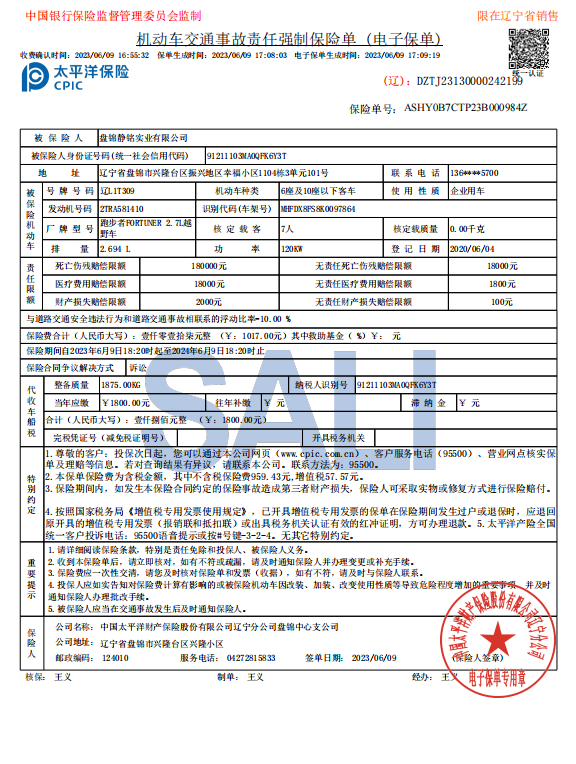 中国银行保险监督管理委员会监制 限在辽宁省销售
机动车交通事故责任强制保险单 (电子保单)
收费确认时间：2023/06/09 16:55:32 保单生成时间：2023/06/09 17:08:03 电子保单生成时间：2023/06/09 17:09:19
太平洋保险
CPIC
统一认证
(辽)：DZTJ23130000242199
保险单号：ASHY0B7CTP23B000984Z
被 保 险 人 盘锦静铭实业有限公司
被保险人身份证号码(统一社会信用代码) 91211103MA0QFK6Y3T
地 址 辽宁省盘锦市兴隆台区振兴地区幸福小区1104栋3单元101号 联 系 电 话 136****5700
被保险机动车
号 牌 号 码 辽L1T309 机动车种类 6座及10座以下客车 使 用 性 质 企业用车
发动机号码 2TRA581410 识别代码(车架号) MHFDX8FS8K0097864
厂 牌 型 号 跑步者FORTUNER 2.7L越野车 核 定 载 客 7人 核定载质量 0.00千克
排 量 2.694 L 功 率 120KW 登 记 日 期 2020/06/04
责任限额
死亡伤残赔偿限额 180000元 无责任死亡伤残赔偿限额 18000元
医疗费用赔偿限额 18000元 无责任医疗费用赔偿限额 1800元
财产损失赔偿限额 2000元 无责任财产损失赔偿限额 100元
与道路交通安全违法行为和道路交通事故相联系的浮动比率-10.00 %
保险费合计（人民币大写）：壹仟零壹拾柒元整 （￥：1017.00元）其中救助基金（ %）￥： 元
保险期间自2023年6月9日18:20时起至2024年6月9日18:20时止
保险合同争议解决方式 诉讼
代收车船税
整备质量 1875.00KG 纳税人识别号 91211103MA0QFK6Y3T
当年应缴 ￥1800.00元 往年补缴 ￥ 元 滞 纳 金 ￥ 元
合计（人民币大写）：壹仟捌佰元整 （￥：1800.00元）
完税凭证号（减免税证明号） 开具税务机关
SALI
特别约定
1.尊敬的客户：投保次日起，您可以通过本公司网页（www.cpic.com.cn）、客户服务电话（95500）、营业网点核实保
单及理赔等信息。若对查询结果有异议，请联系本公司。联系方法为：95500。
2.本保单保险费为含税金额，其中不含税保险费959.43元,增值税57.57元。
3.保险期间内，如发生本保险合同约定的保险事故造成第三者财产损失，保险人可采取实物或修复方式进行保险赔付。
4.按照国家税务局《增值税专用发票使用规定》，已开具增值税专用发票的保单在保险期间发生过户或退保时，应退回
原开具的增值税专用发票（报销联和抵扣联）或出具税务机关认证有效的红冲证明，方可办理退款。5.太平洋产险全国
统一客户投诉电话：95500语音提示或按#号键-3-2-4。无其它特别约定。
重要提示
1.请详细阅读保险条款，特别是责任免除和投保人、被保险人义务。
2.收到本保险单后，请立即核对，如有不符或疏漏，请及时通知保险人并办理变更或补充手续。
3.保险费应一次性交清，请您及时核对保险单和发票（收据），如有不符，请及时与保险人联系。
4.投保人应如实告知对保险费计算有影响的或被保险机动车因改装、加装、改变使用性质等导致危险程度增加的重要事项，并及时
通知保险人办理批改手续。
5.被保险人应当在交通事故发生后及时通知保险人。
保险人
公司名称：中国太平洋财产保险股份有限公司辽宁分公司盘锦中心支公司
公司地址：辽宁省盘锦市兴隆台区兴隆小区
邮政编码：124010 服务电话：04272815833 签单日期：2023/06/09 (保险人签章)
中国太平洋财产保险股份有限公司辽宁分公司
电子保单专用章
核保： 王义 制单： 王义 经办： 王义